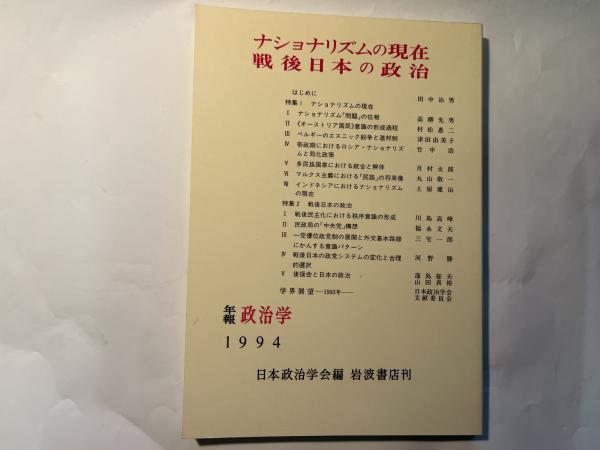 ナショナリズムの現在
戦後日本の政治
はじめに 田中治男
特集1 ナショナリズムの現在
I ナショナリズム「問題」の位相 高柳先男
II 《オーストリア国民》意識の形成過程 村松惠二
III ベルギーのエスニック紛争と連邦制 津田由美子
IV 帝政期におけるロシア・ナショナリズ 竹中浩
ムと同化政策
V 多民族国家における統合と解体 月村太郎
VI マルクス主義における「民族」の将来像 丸山敬一
VII インドネシアにおけるナショナリズム 土屋健治
の現在
特集2 戦後日本の政治
I 戦後民主化における秩序意識の形成 川島高峰
II 民政局の「中央党」構想 福永文夫
III 一党優位政党制の展開と外交基本路線 三宅一郎
にかんする意識パターン
IV 戦後日本の政党システムの変化と合理 河野勝
的選択
V 後援会と日本の政治 蒲島郁夫
山田真裕
学界展望―1993年― 日本政治学会
文献委員会
年報 政治学
1994
日本政治学会編 岩波書店刊